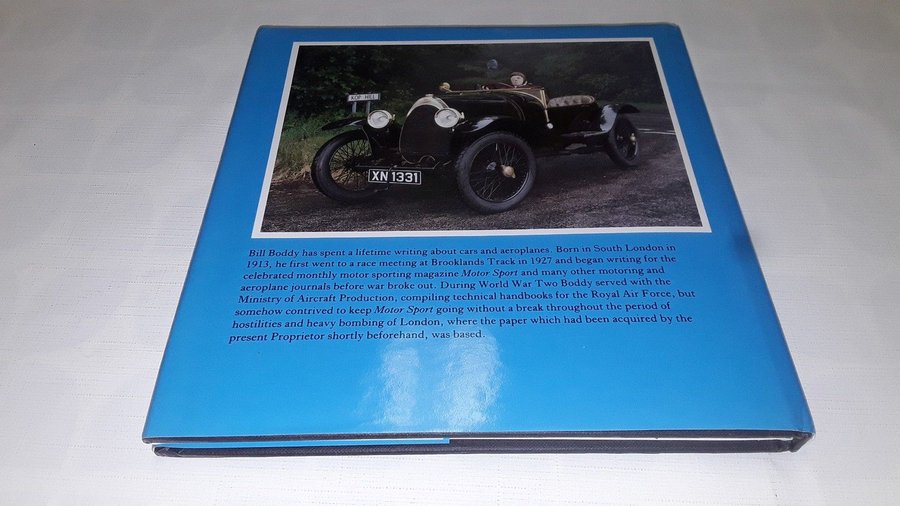 KOP HILL
XN 1331
Bill Boddy has spent a lifetime writing about cars and aeroplanes. Born in South London in
1913, he first went to a race meeting at Brooklands Track in 1927 and began writing for the
celebrated monthly motor sporting magazine Motor Sport and many other motoring and
aeroplane journals before war broke out. During World War Two Boddy served with the
Ministry of Aircraft Production, compiling technical handbooks for the Royal Air Force, but
somehow contrived to keep Motor Sport going without a break throughout the period of
hostilities and heavy bombing of London, where the paper which had been acquired by the
present Proprietor shortly beforehand, was based.